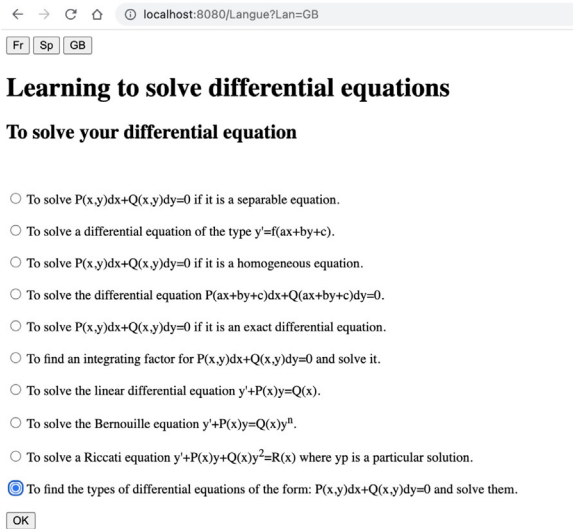 localhost:8080/Langue?Lan=GB
Fr Sp GB
Learning to solve differential equations
To solve your differential equation
To solve P(x,y)dx+Q(x,y)dy=0 if it is a separable equation.
To solve a differential equation of the type y'=f(ax+by+c).
To solve P(x,y)dx+Q(x,y)dy=0 if it is a homogeneous equation.
To solve the differential equation P(ax+by+c)dx+Q(ax+by+c)dy=0.
To solve P(x,y)dx+Q(x,y)dy=0 if it is an exact differential equation.
To find an integrating factor for P(x,y)dx+Q(x,y)dy=0 and solve it.
To solve the linear differential equation y'+P(x)y=Q(x).
To solve the Bernouille equation y'+P(x)y=Q(x)yⁿ.
To solve a Riccati equation y'+P(x)y+Q(x)y²=R(x) where yp is a particular solution.
To find the types of differential equations of the form: P(x,y)dx+Q(x,y)dy=0 and solve them.
OK